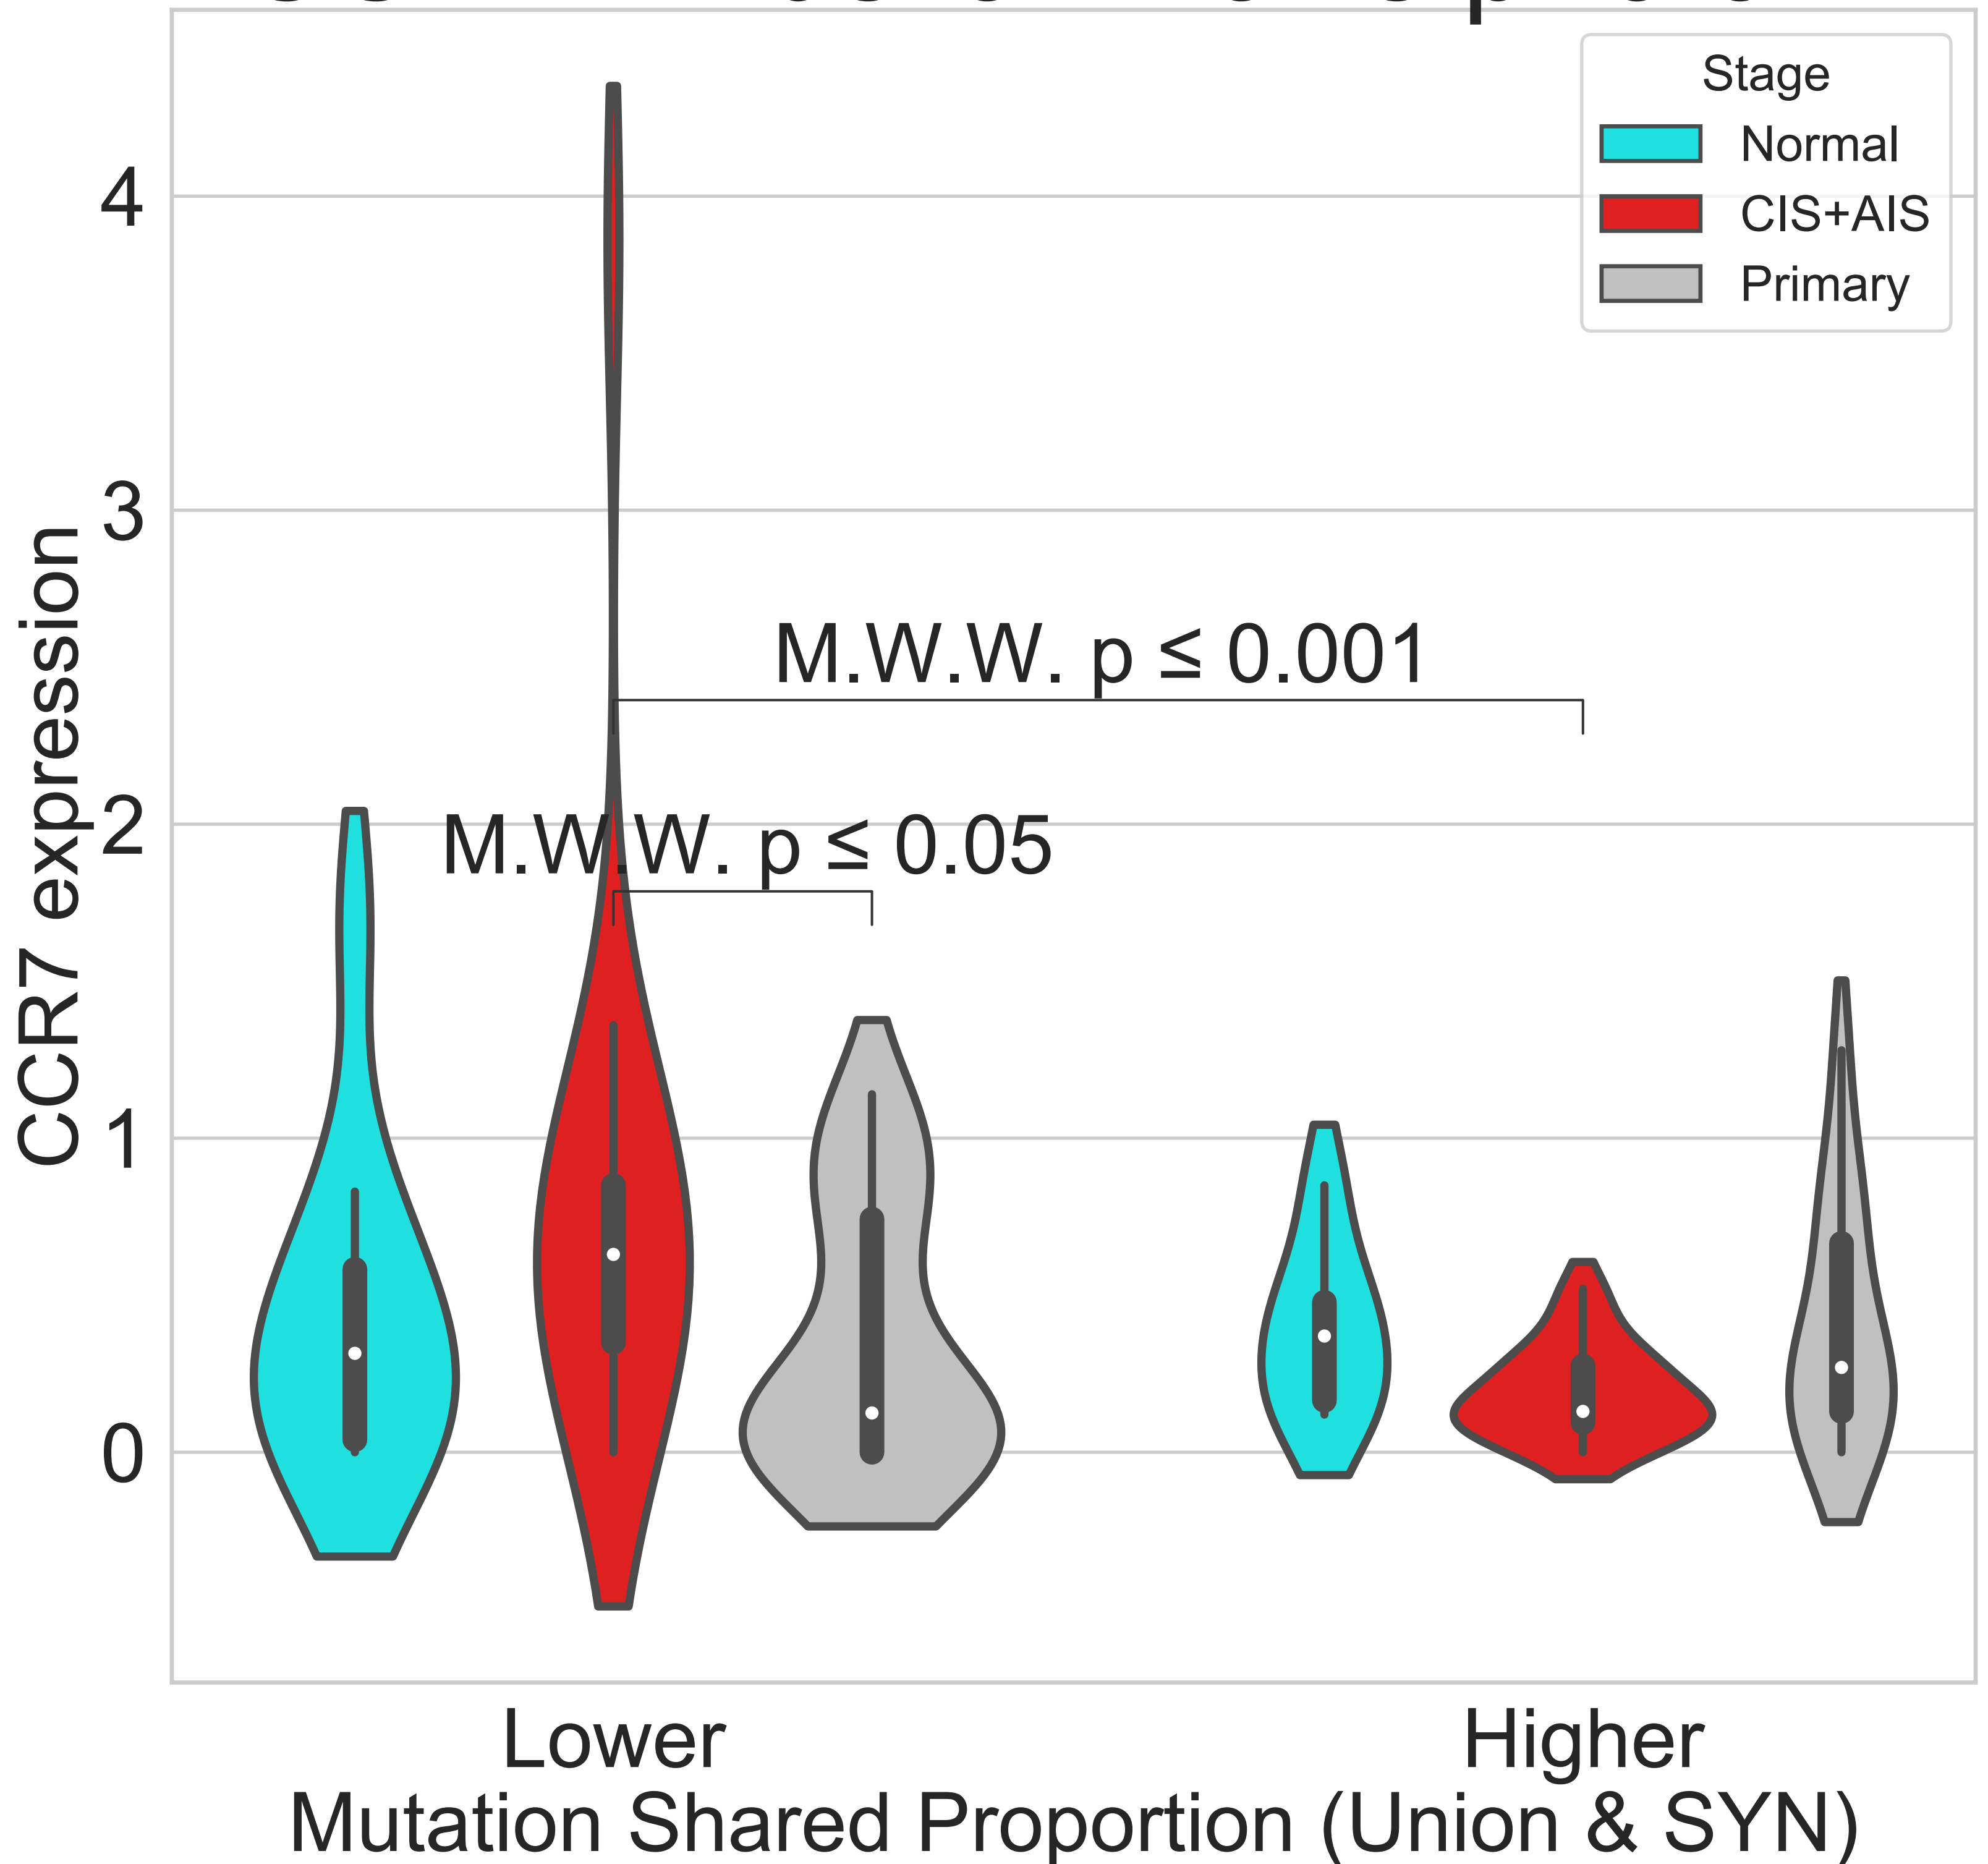 Stage
Normal
CIS+AIS
Primary
4
3
2
1
0
CCR7 expression
M.W.W. p ≤ 0.001
M.W.W. p ≤ 0.05
Lower
Higher
Mutation Shared Proportion (Union & SYN)